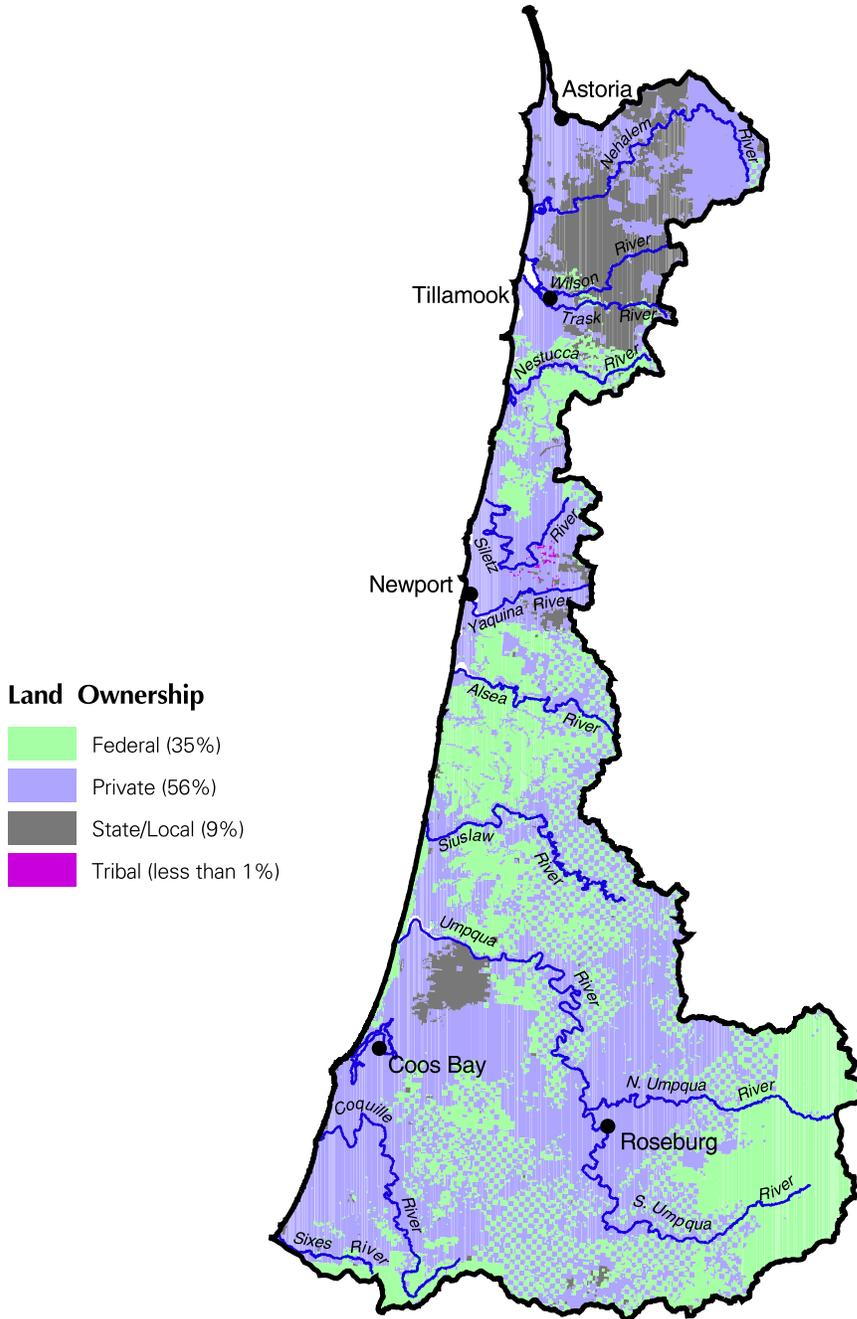 Astoria
Nehalem
River
River
Wilson
Tillamook
Trask River
Nestucca River
Siletz River
Newport
Yaquina River
Land Ownership
Federal (35%)
Private (56%)
State/Local (9%)
Tribal (less than 1%)
Alsea
River
Siuslaw
River
Umpqua
River
Coos Bay
N. Umpqua River
Coquille
River
Roseburg
S. Umpqua River
Sixes River